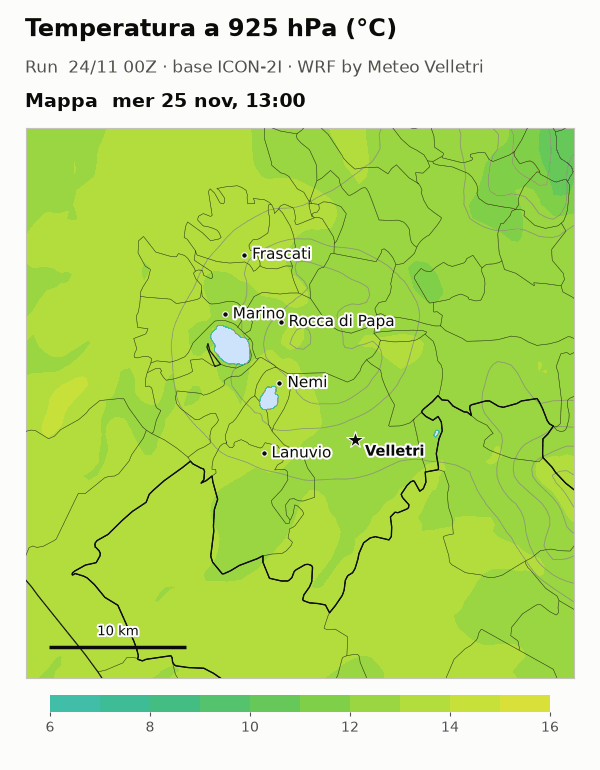 Temperatura a 925 hPa (°C)
Run  24/11 00Z · base ICON-2I · WRF by Meteo Velletri
Mappa  mer 25 nov, 13:00
Frascati
Marino
Rocca di Papa
Nemi
Velletri
Lanuvio
10 km
6 8 10 12 14 16